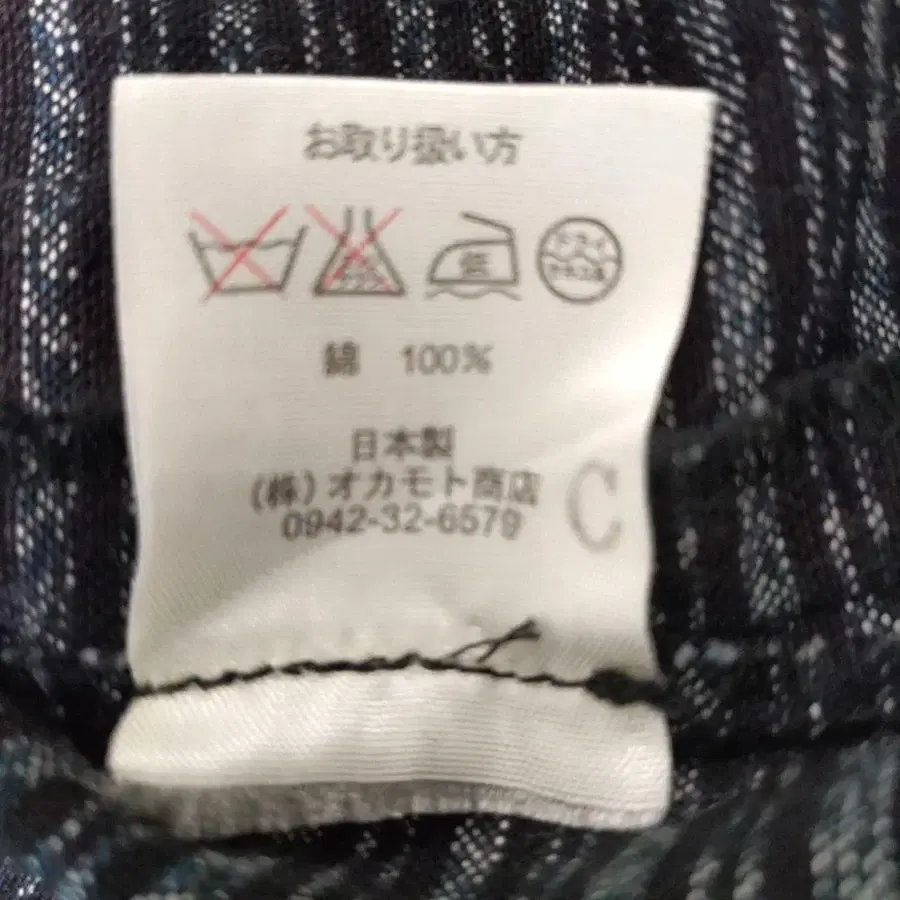 お取り扱い方
低
ドライ
綿 100%
日本製
(株)オカモト商店
0942-32-6579
C